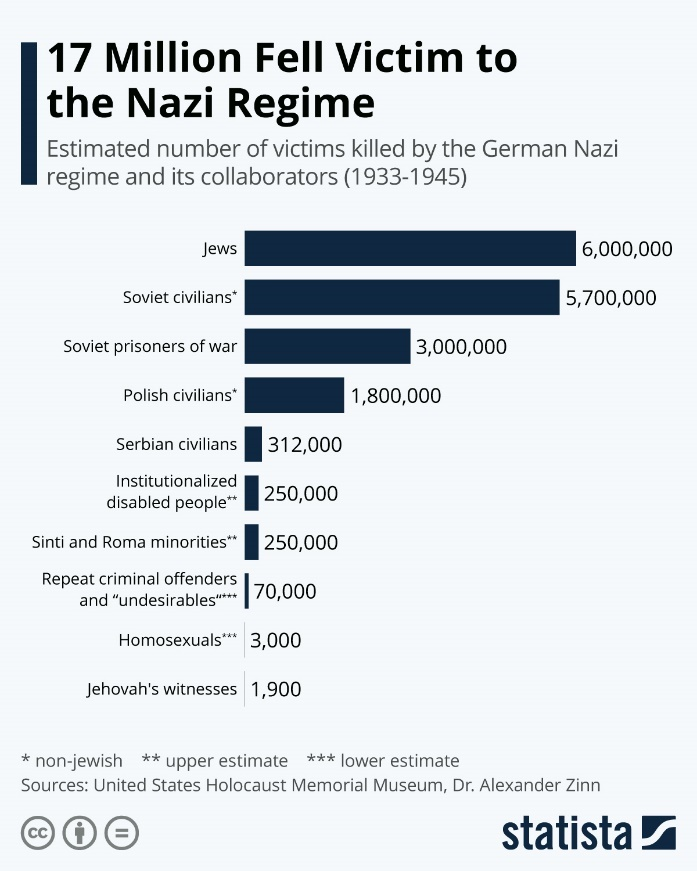 17 Million Fell Victim to
the Nazi Regime
Estimated number of victims killed by the German Nazi
regime and its collaborators (1933-1945)
Jews 6,000,000
Soviet civilians* 5,700,000
Soviet prisoners of war 3,000,000
Polish civilians* 1,800,000
Serbian civilians 312,000
Institutionalized
disabled people** 250,000
Sinti and Roma minorities** 250,000
Repeat criminal offenders
and “undesirables“*** 70,000
Homosexuals*** 3,000
Jehovah's witnesses 1,900
* non-jewish ** upper estimate *** lower estimate
Sources: United States Holocaust Memorial Museum, Dr. Alexander Zinn
cc
statista